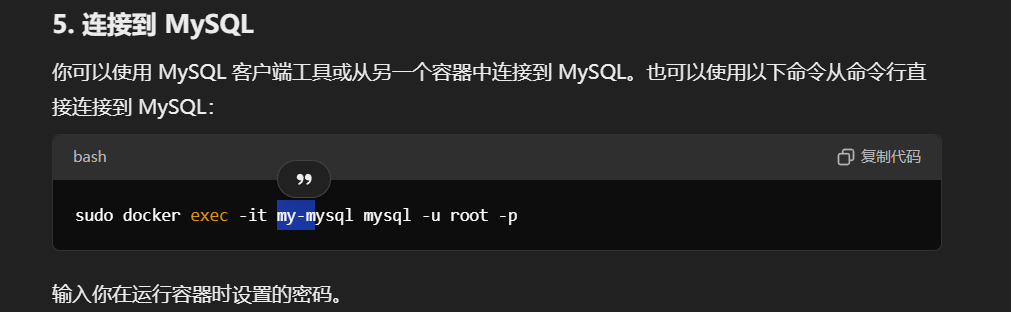 5. 连接到 MySQL
你可以使用 MySQL 客户端工具或从另一个容器中连接到 MySQL。也可以使用以下命令从命令行直
接连接到 MySQL：
bash
复制代码
sudo docker exec -it my-mysql mysql -u root -p
输入你在运行容器时设置的密码。